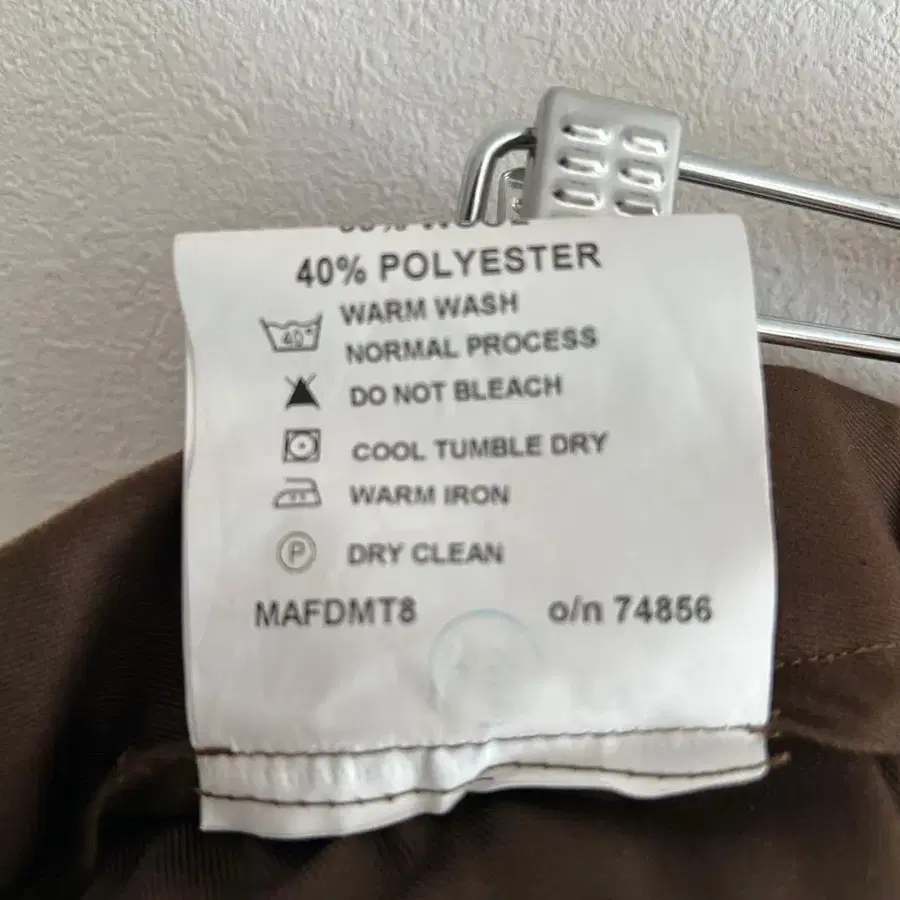 40% POLYESTER
WARM WASH
40°
NORMAL PROCESS
DO NOT BLEACH
COOL TUMBLE DRY
WARM IRON
P
DRY CLEAN
MAFDMT8 o/n 74856